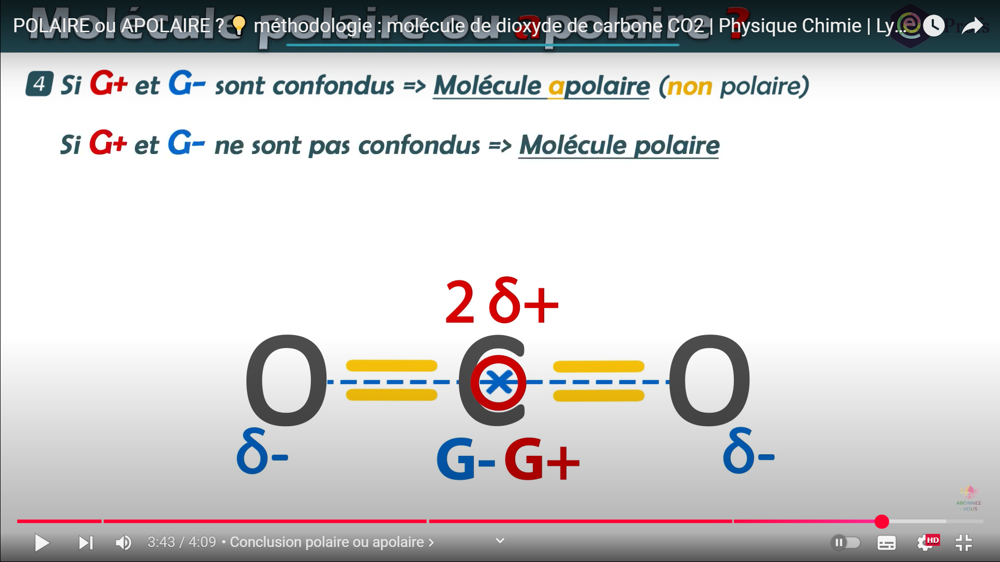 Molécule polaire ou apolaire ?
POLAIRE ou APOLAIRE ?💡 méthodologie : molécule de dioxyde de carbone CO2 | Physique Chimie | Ly...
e Profs
4 Si G+ et G- sont confondus => Molécule apolaire (non polaire)
Si G+ et G- ne sont pas confondus => Molécule polaire
2 δ+
O C O
δ- G- G+ δ-
ABONNEZ
- VOUS
3:43 / 4:09 • Conclusion polaire ou apolaire
HD